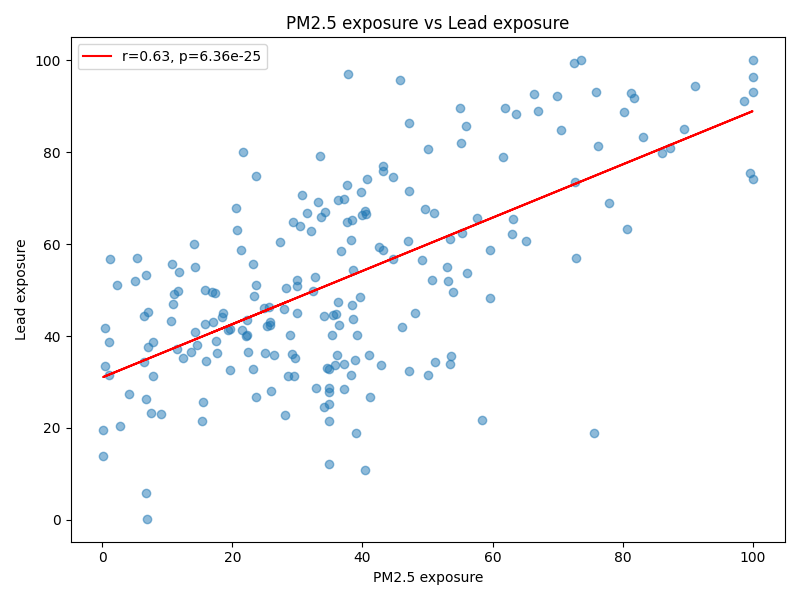 PM2.5 exposure vs Lead exposure
r=0.63, p=6.36e-25
100
80
60
40
20
0
Lead exposure
0 20 40 60 80 100
PM2.5 exposure